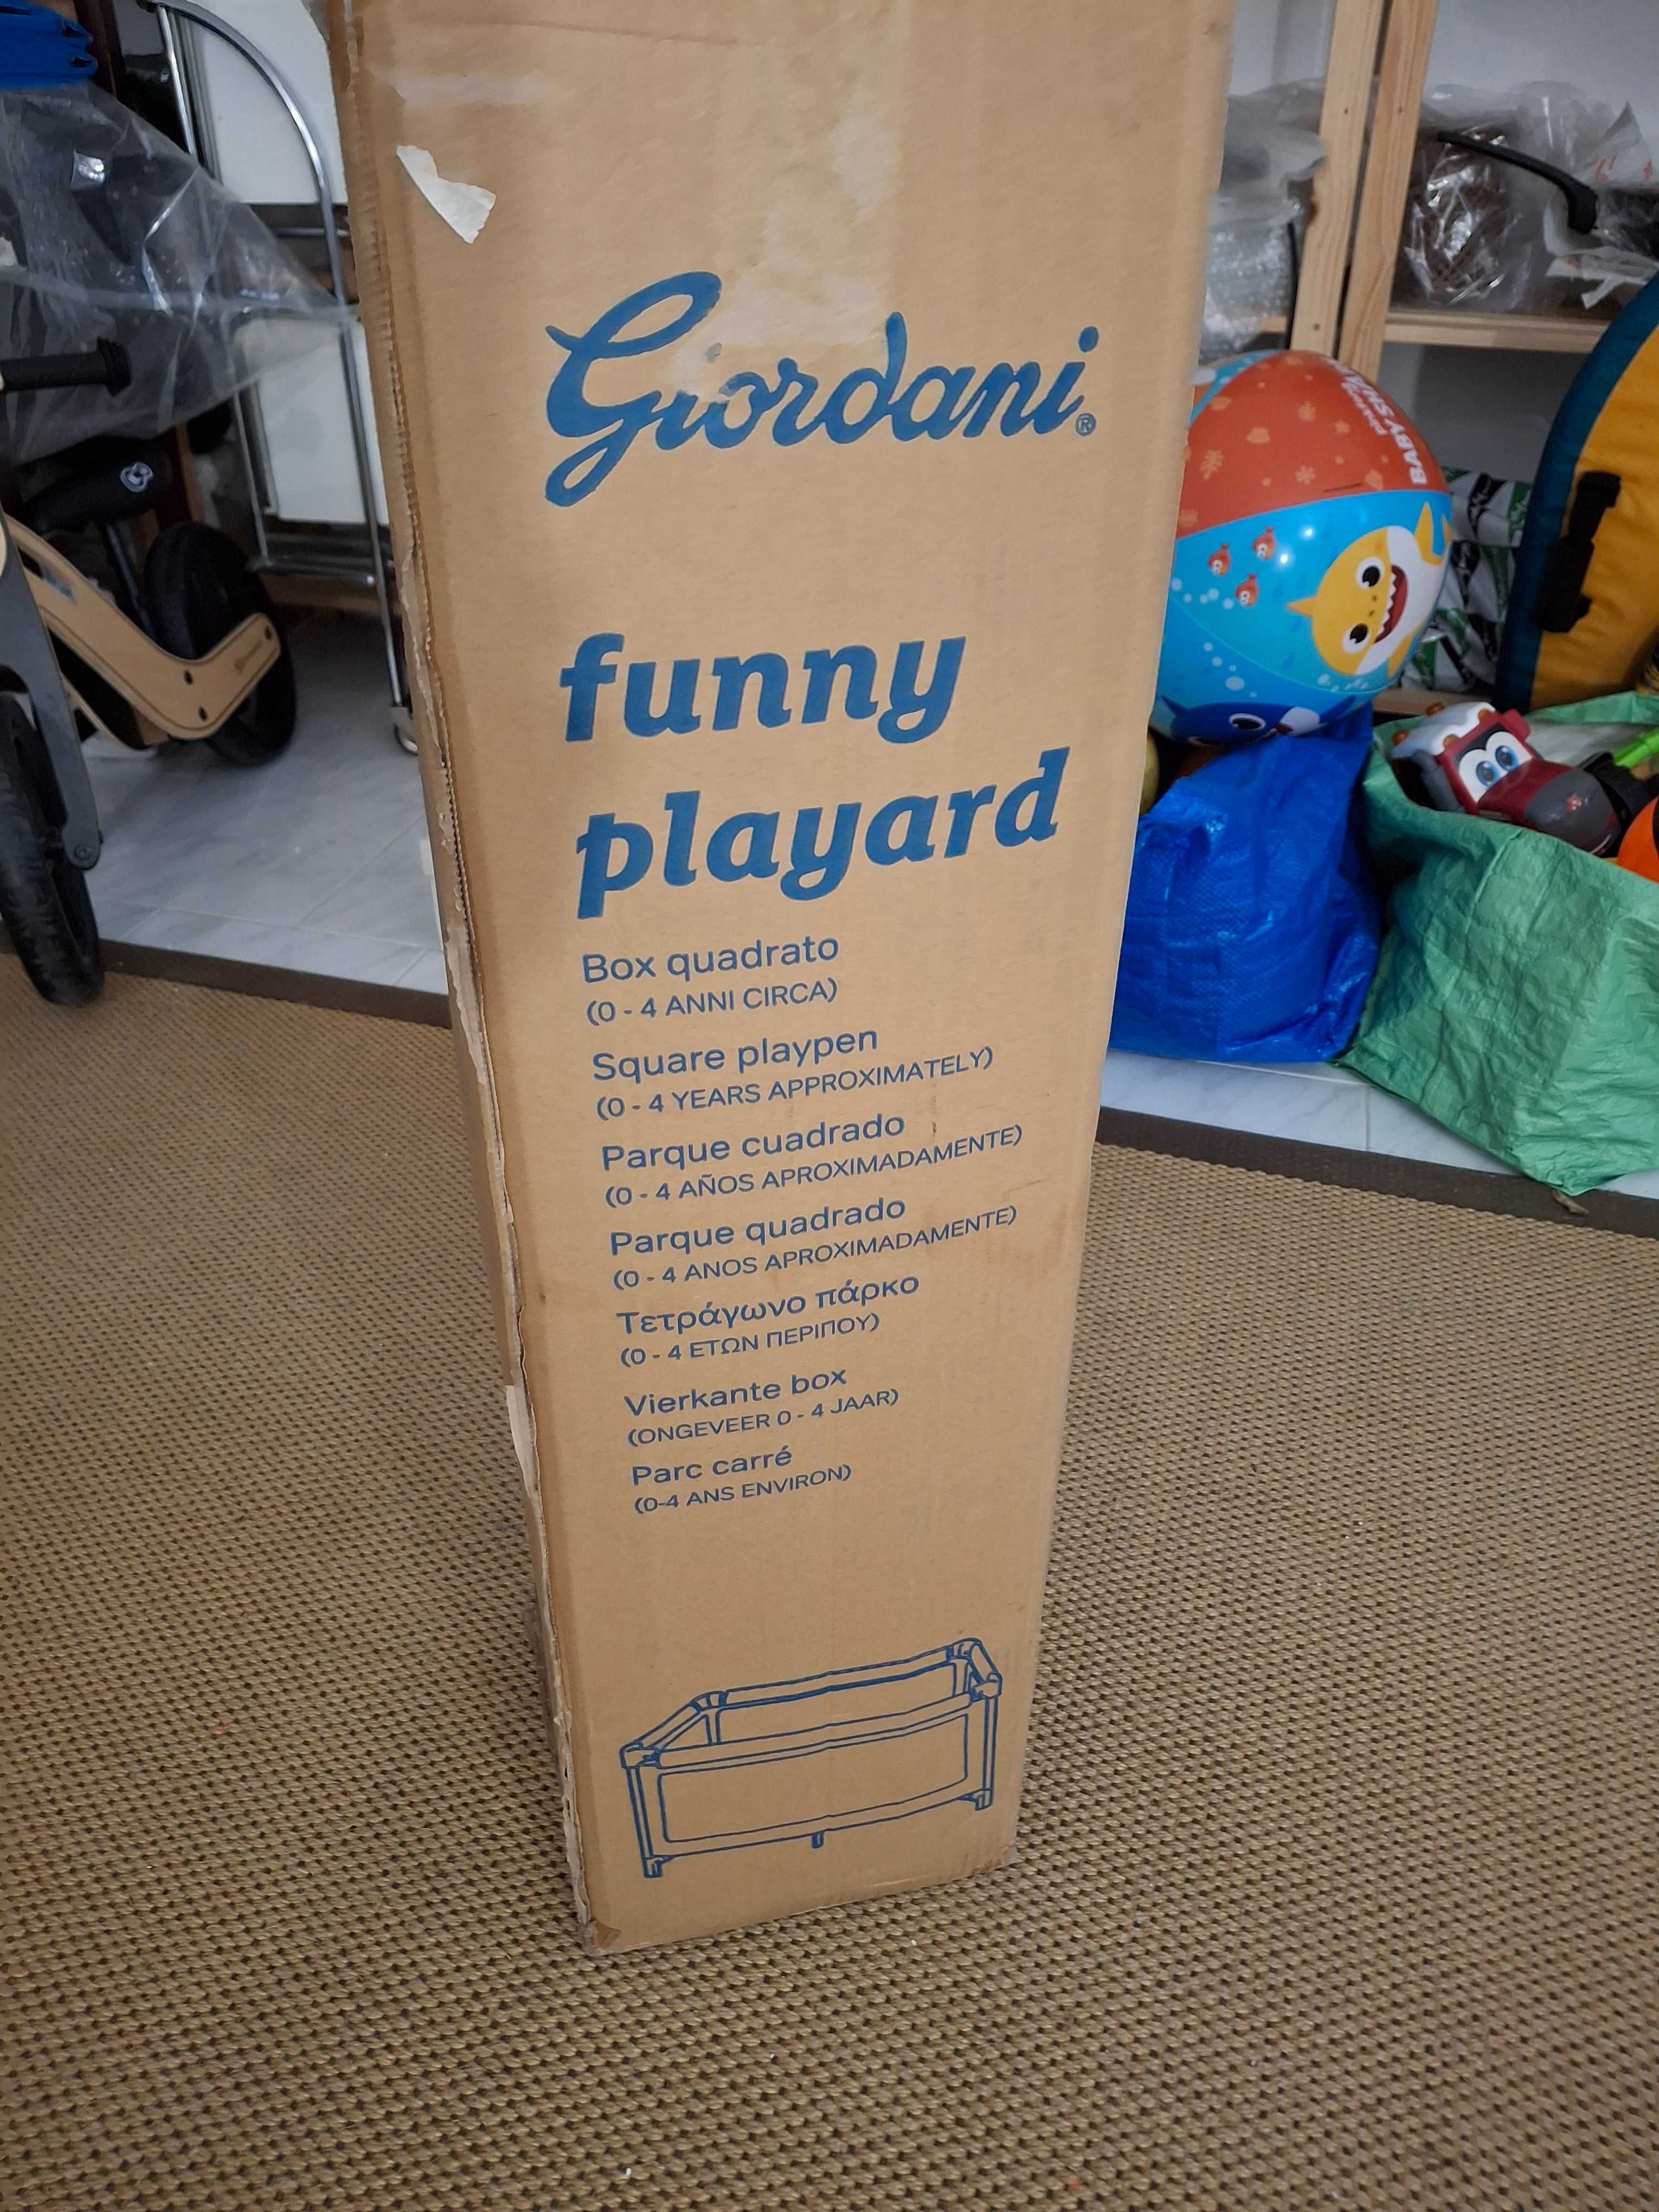 Giordani®
funny
playard
Box quadrato
(0 - 4 ANNI CIRCA)
Square playpen
(0 - 4 YEARS APPROXIMATELY)
Parque cuadrado
(0 - 4 AÑOS APROXIMADAMENTE)
Parque quadrado
(0 - 4 ANOS APROXIMADAMENTE)
Τετράγωνο πάρκο
(0 - 4 ΕΤΩΝ ΠΕΡΙΠΟΥ)
Vierkante box
(ONGEVEER 0 - 4 JAAR)
Parc carré
(0-4 ANS ENVIRON)
BABY SH